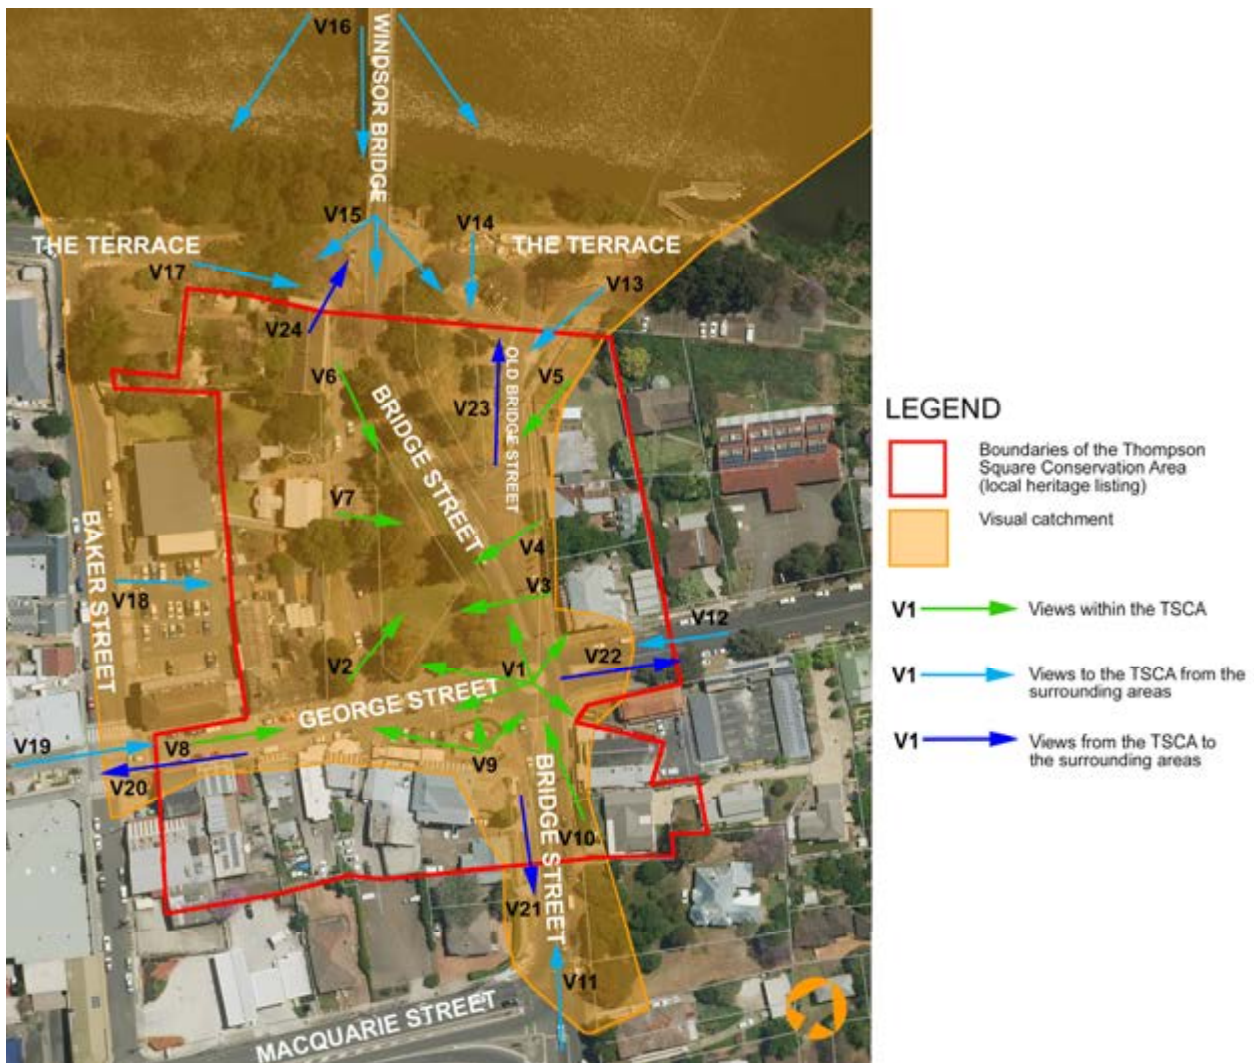 V16
WINDSOR BRIDGE
V15
V14
THE TERRACE
THE TERRACE
V17
V13
V24
V6
OLD BRIDGE STREET
V5
BRIDGE STREET
V23
V7
V4
BAKER STREET
V3
V18
V12
V2
V1
V22
GEORGE STREET
V19
V8
V20
V9
BRIDGE STREET
V10
V21
V11
MACQUARIE STREET
LEGEND
Boundaries of the Thompson
Square Conservation Area
(local heritage listing)
Visual catchment
V1
Views within the TSCA
V1
Views to the TSCA from the
surrounding areas
V1
Views from the TSCA to
the surrounding areas